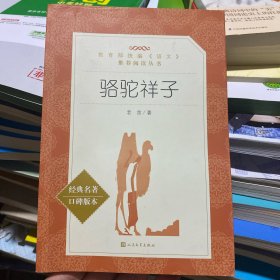 教育部统编《语文》
推荐阅读丛书
骆驼祥子
老舍 著
经典名著
口碑版本
人民文学出版社